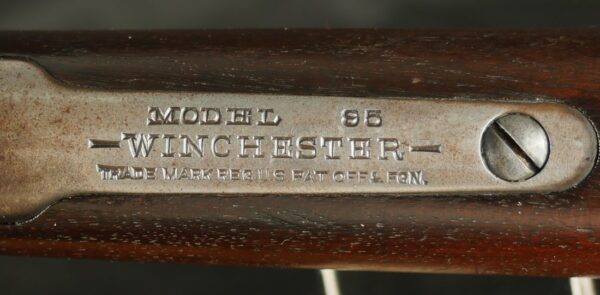 MODEL 95
WINCHESTER
TRADE MARK REG. U.S. PAT. OFF. & FGN.